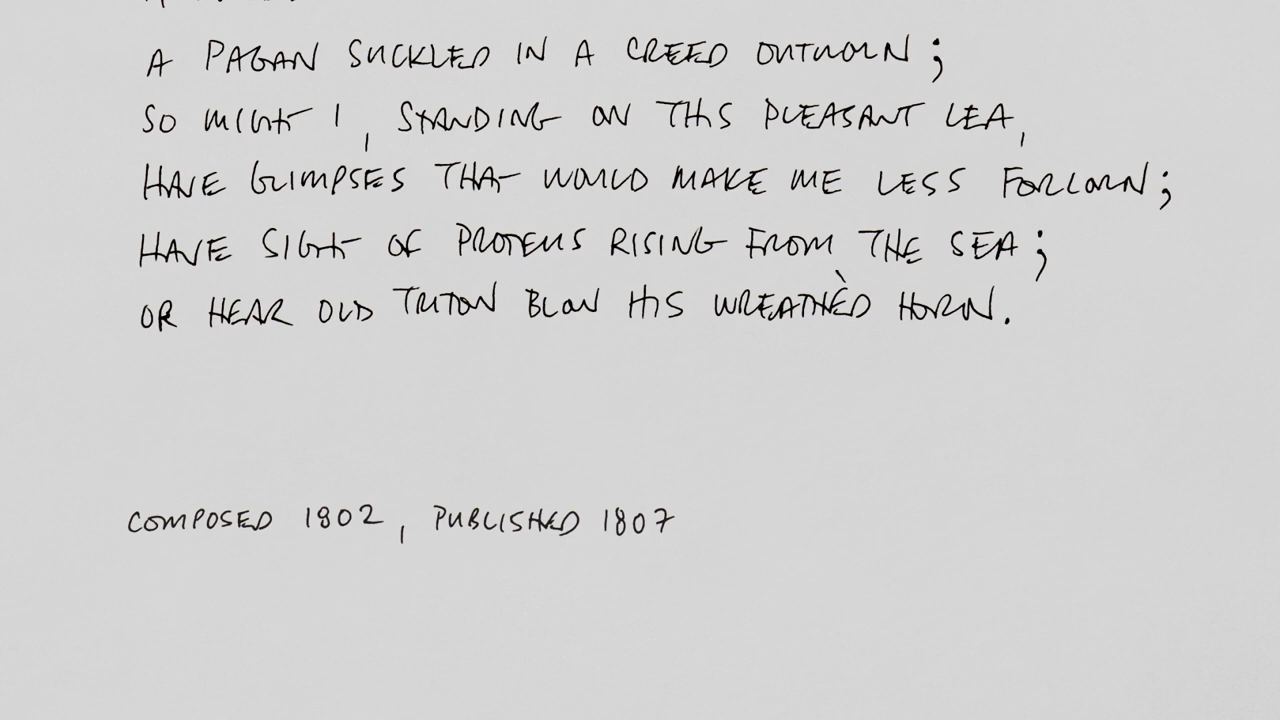 A PAGAN SUCKLED IN A CREED OUTWORN;
SO MIGHT I, STANDING ON THIS PLEASANT LEA,
HAVE GLIMPSES THAT WOULD MAKE ME LESS FORLORN;
HAVE SIGHT OF PROTEUS RISING FROM THE SEA;
OR HEAR OLD TRITON BLOW HIS WREATHÈD HORN.
COMPOSED 1802, PUBLISHED 1807